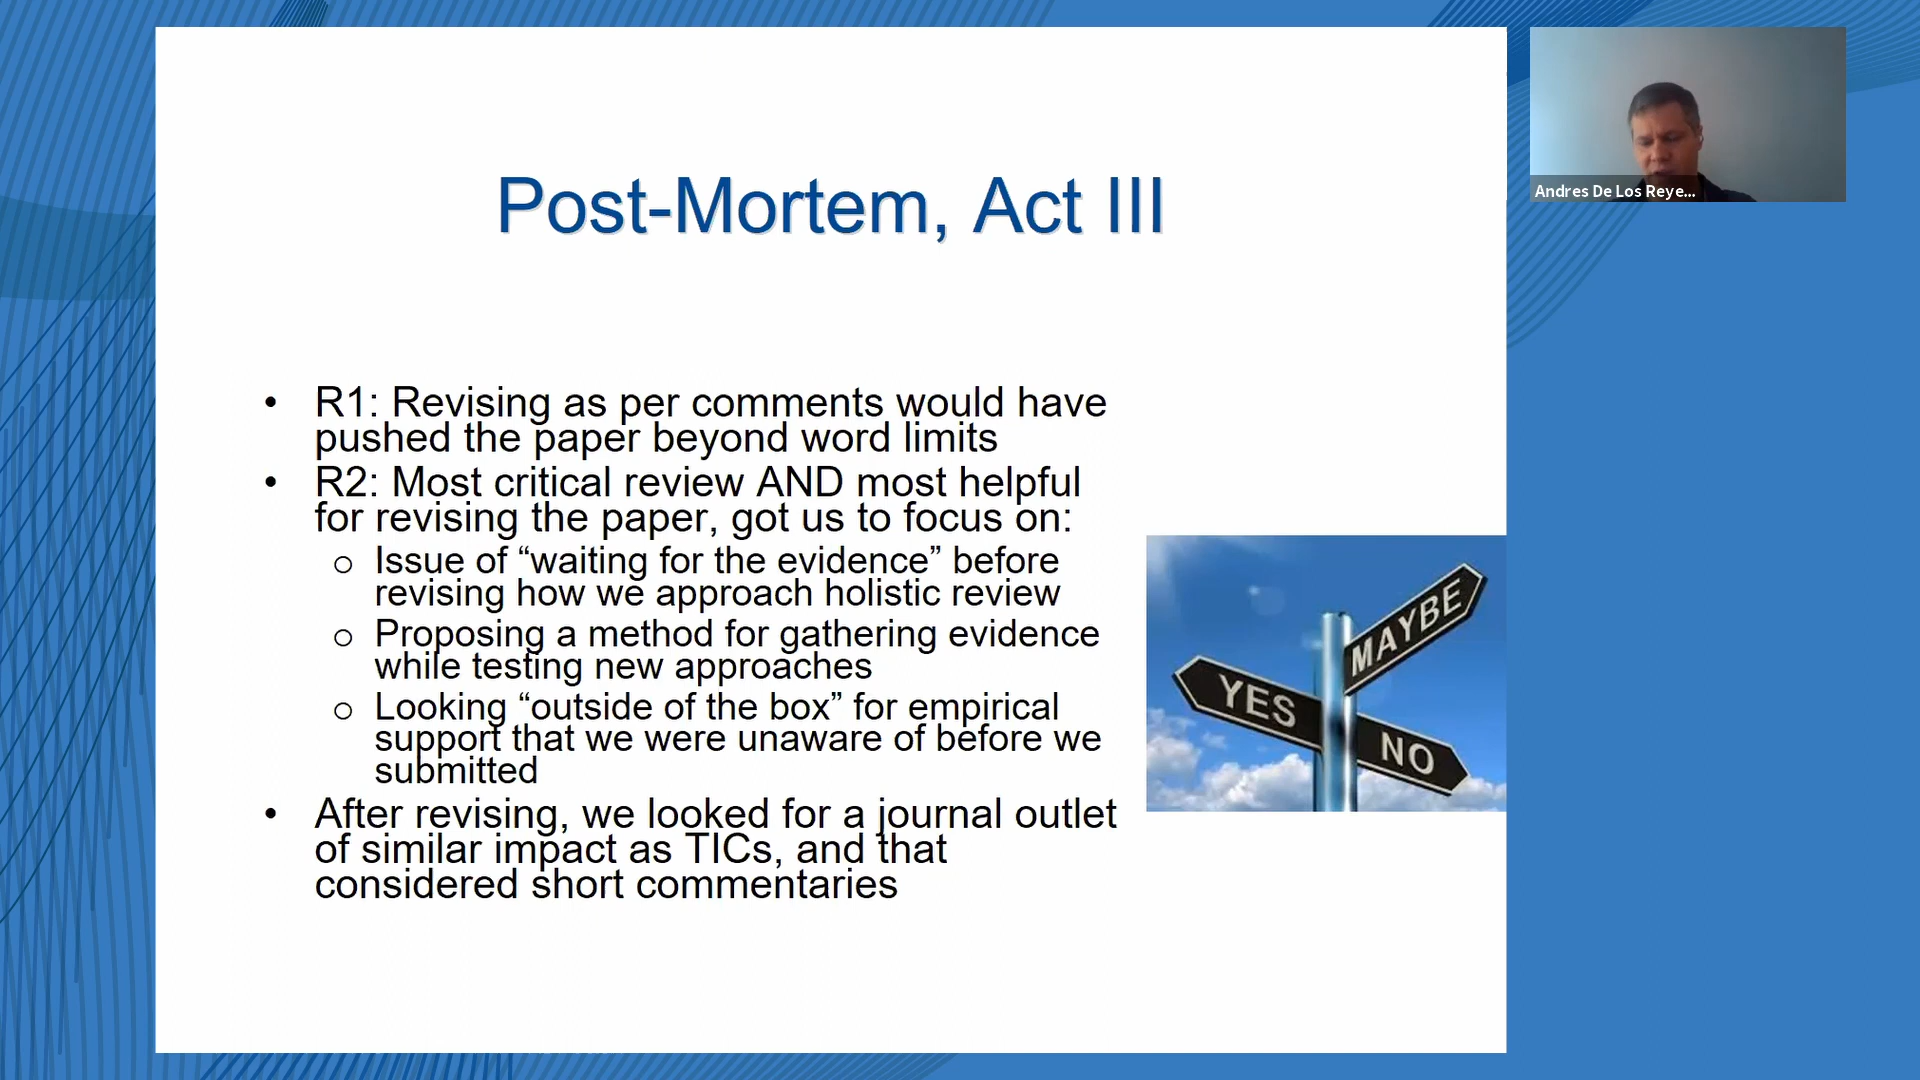 Post-Mortem, Act III
• R1: Revising as per comments would have
pushed the paper beyond word limits
• R2: Most critical review AND most helpful
for revising the paper, got us to focus on:
o Issue of “waiting for the evidence” before
revising how we approach holistic review
o Proposing a method for gathering evidence
while testing new approaches
o Looking “outside of the box” for empirical
support that we were unaware of before we
submitted
• After revising, we looked for a journal outlet
of similar impact as TICs, and that
considered short commentaries
MAYBE
YES
NO
Andres De Los Reye...